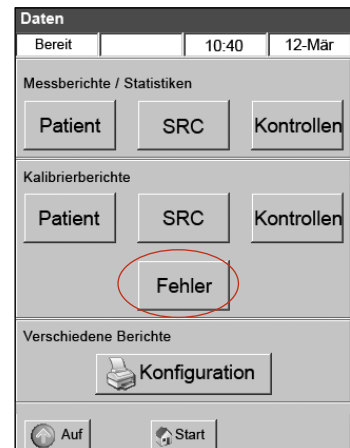 Daten
Bereit 10:40 12-Mär
Messberichte / Statistiken
Patient SRC Kontrollen
Kalibrierberichte
Patient SRC Kontrollen
Fehler
Verschiedene Berichte
Konfiguration
Auf Start